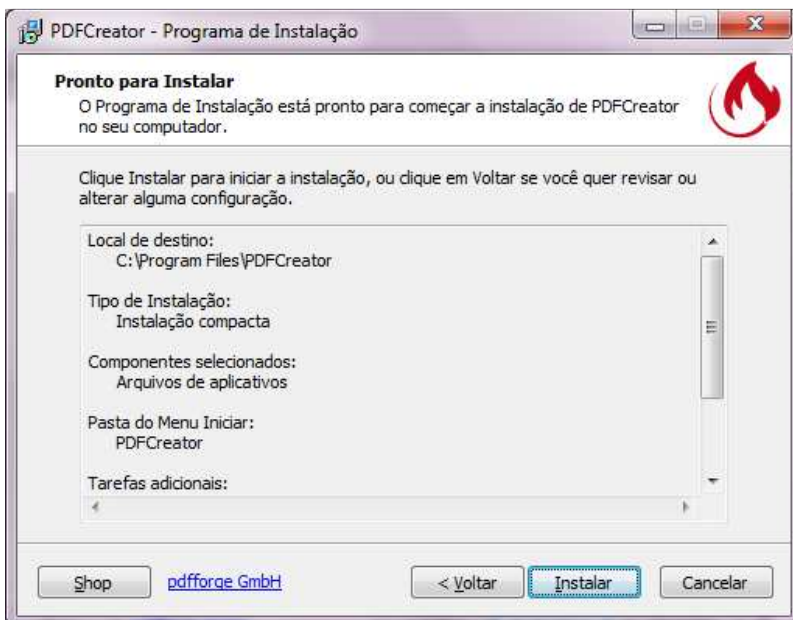 PDFCreator - Programa de Instalação
Pronto para Instalar
O Programa de Instalação está pronto para começar a instalação de PDFCreator
no seu computador.
Clique Instalar para iniciar a instalação, ou clique em Voltar se você quer revisar ou
alterar alguma configuração.
Local de destino:
C:\Program Files\PDFCreator
Tipo de Instalação:
Instalação compacta
Componentes selecionados:
Arquivos de aplicativos
Pasta do Menu Iniciar:
PDFCreator
Tarefas adicionais:
Shop
pdfforge GmbH
< Voltar
Instalar
Cancelar